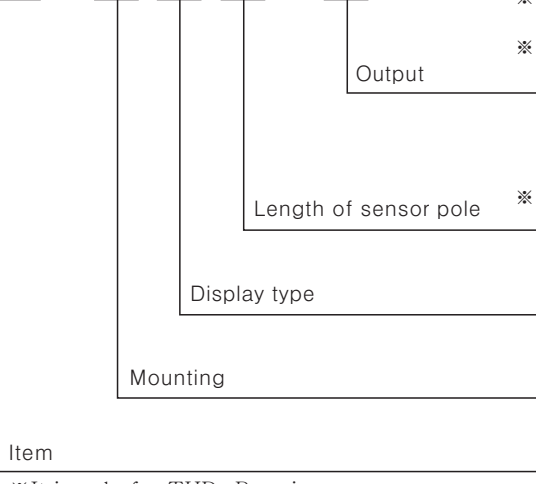 ※
※
Output
※
Length of sensor pole
Display type
Mounting
Item